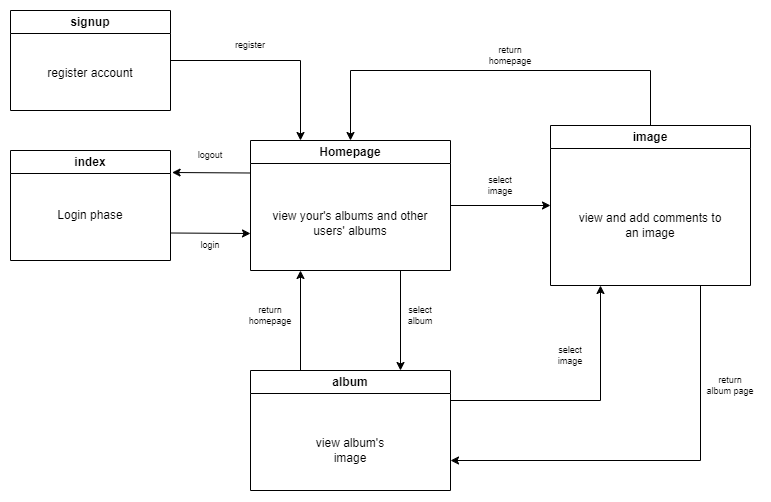 signup
register account
register
return
homepage
index
Login phase
logout
login
Homepage
view your's albums and other
users' albums
select
image
image
view and add comments to
an image
return
homepage
select
album
select
image
return
album page
album
view album's
image